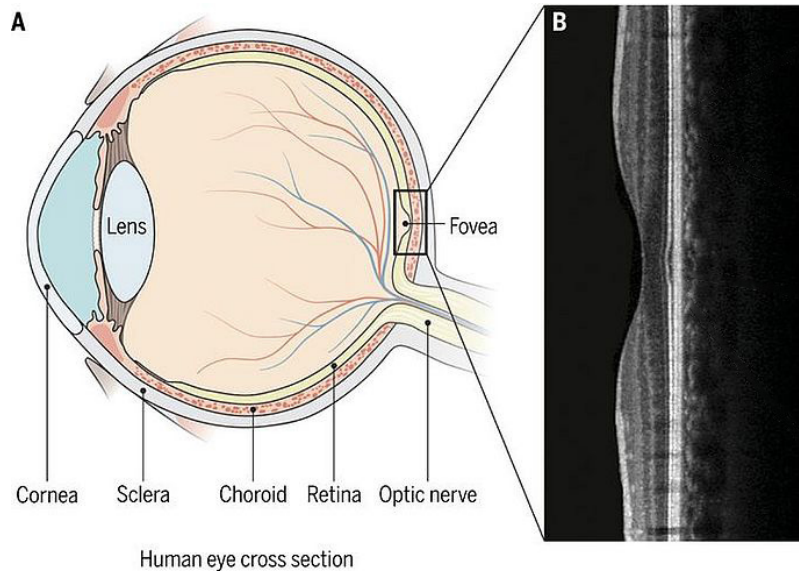 A
B
Lens
Fovea
Cornea
Sclera
Choroid
Retina
Optic nerve
Human eye cross section